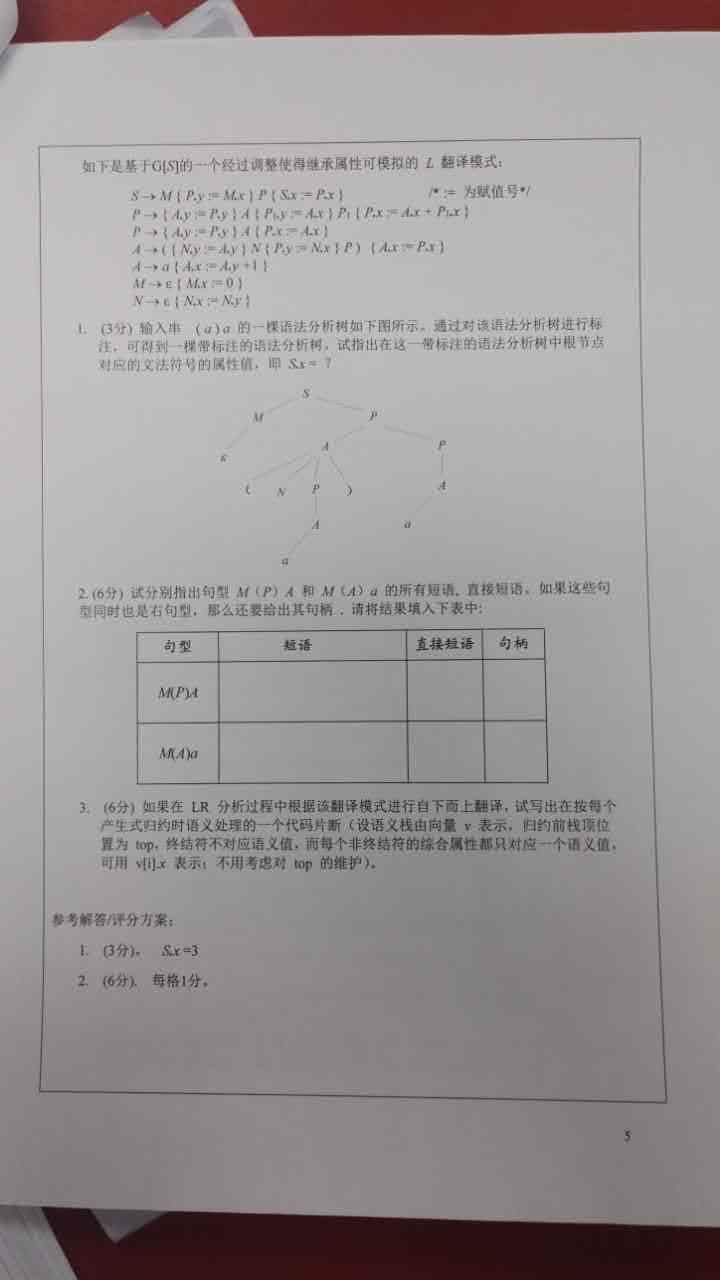 如下是基于G[S]的一个经过调整使得继承属性可模拟的 L 翻译模式：
S → M { P.y := M.x } P { S.x := P.x } /* := 为赋值号*/
P → { A.y := P.y } A { P₁.y := A.x } P₁ { P.x := A.x + P₁.x }
P → { A.y := P.y } A { P.x := A.x }
A → ( { N.y := A.y } N { P.y := N.x } P ) { A.x := P.x }
A → a { A.x := A.y +1 }
M → ε { M.x := 0 }
N → ε { N.x := N.y }
1. (3分) 输入串 ( a ) a 的一棵语法分析树如下图所示。通过对该语法分析树进行标
注，可得到一棵带标注的语法分析树。试指出在这一带标注的语法分析树中根节点
对应的文法符号的属性值，即 S.x = ？
S
M P
A P
ε
( N P ) A
A a
a
2. (6分) 试分别指出句型 M（P）A 和 M（A）a 的所有短语, 直接短语。如果这些句
型同时也是右句型，那么还要给出其句柄 . 请将结果填入下表中:
句型 短语 直接短语 句柄
M(P)A
M(A)a
3. (6分) 如果在 LR 分析过程中根据该翻译模式进行自下而上翻译，试写出在按每个
产生式归约时语义处理的一个代码片断（设语义栈由向量 v 表示，归约前栈顶位
置为 top，终结符不对应语义值，而每个非终结符的综合属性都只对应一个语义值，
可用 v[i].x 表示；不用考虑对 top 的维护）。
参考解答/评分方案：
1. (3分)。 S.x =3
2. (6分). 每格1分。
5